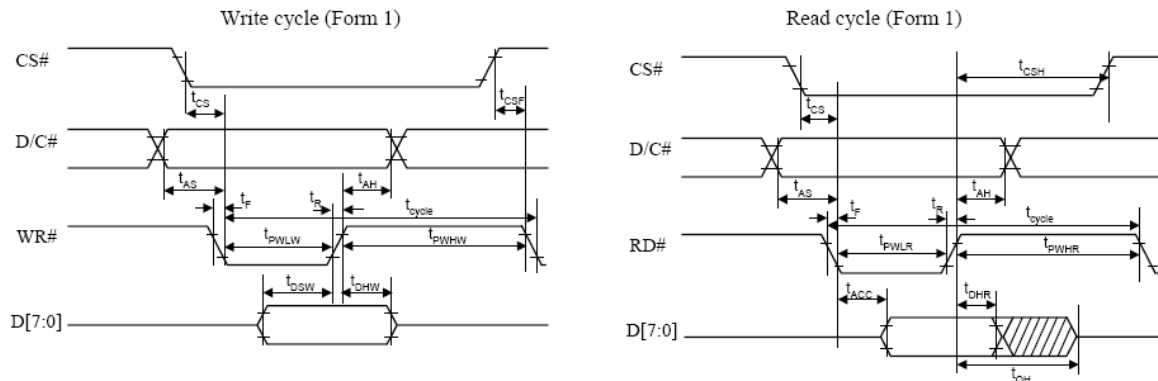 Write cycle (Form 1)
CS#
tCS
tCSF
D/C#
tAS
tF
tR
tAH
tcycle
WR#
tPWLW
tPWHW
tDSW
tDHW
D[7:0]
Read cycle (Form 1)
CS#
tCSH
tCS
D/C#
tAS
tF
tR
tAH
tcycle
RD#
tPWLR
tPWHR
tACC
tDHR
D[7:0]
tOH